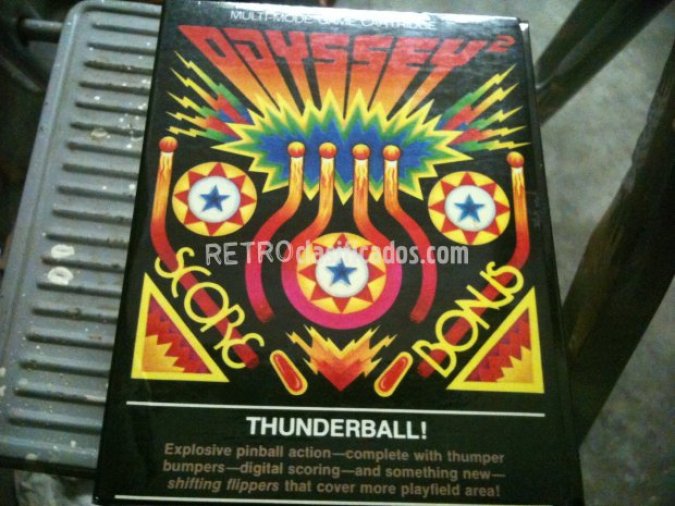 MULTI-MODE GAME CARTRIDGE
ODYSSEY²
RETROclasificados.com
SCORE
BONUS
THUNDERBALL!
Explosive pinball action—complete with thumper
bumpers—digital scoring—and something new—
shifting flippers that cover more playfield area!